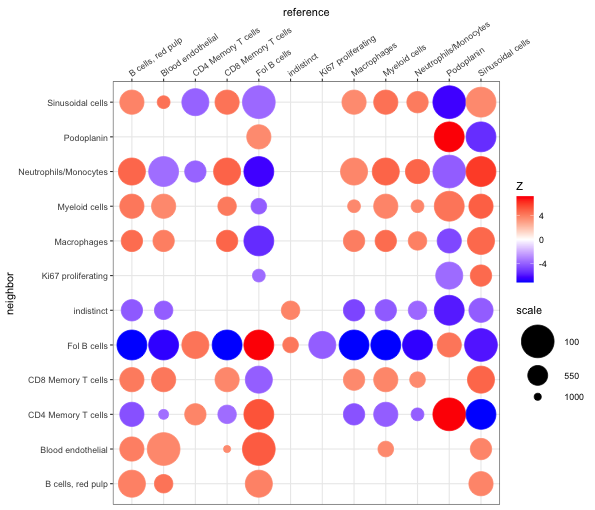 reference
B cells, red pulp
Blood endothelial
CD4 Memory T cells
CD8 Memory T cells
Fol B cells
indistinct
Ki67 proliferating
Macrophages
Myeloid cells
Neutrophils/Monocytes
Podoplanin
Sinusoidal cells
neighbor
Sinusoidal cells
Podoplanin
Neutrophils/Monocytes
Myeloid cells
Macrophages
Ki67 proliferating
indistinct
Fol B cells
CD8 Memory T cells
CD4 Memory T cells
Blood endothelial
B cells, red pulp
Z
4
0
-4
scale
100
550
1000